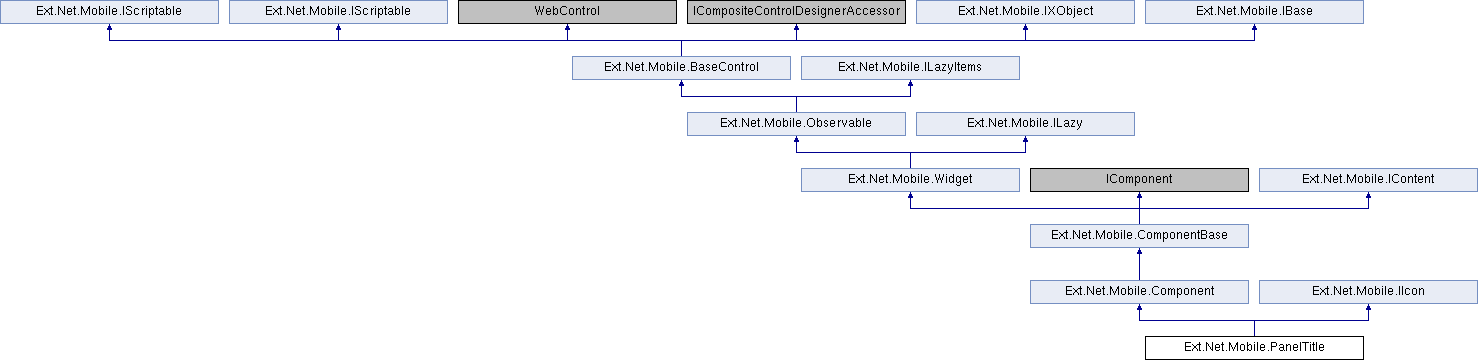 Ext.Net.Mobile.IScriptable
Ext.Net.Mobile.IScriptable
WebControl
ICompositeControlDesignerAccessor
Ext.Net.Mobile.IXObject
Ext.Net.Mobile.IBase
Ext.Net.Mobile.BaseControl
Ext.Net.Mobile.ILazyItems
Ext.Net.Mobile.Observable
Ext.Net.Mobile.ILazy
Ext.Net.Mobile.Widget
IComponent
Ext.Net.Mobile.IContent
Ext.Net.Mobile.ComponentBase
Ext.Net.Mobile.Component
Ext.Net.Mobile.IIcon
Ext.Net.Mobile.PanelTitle